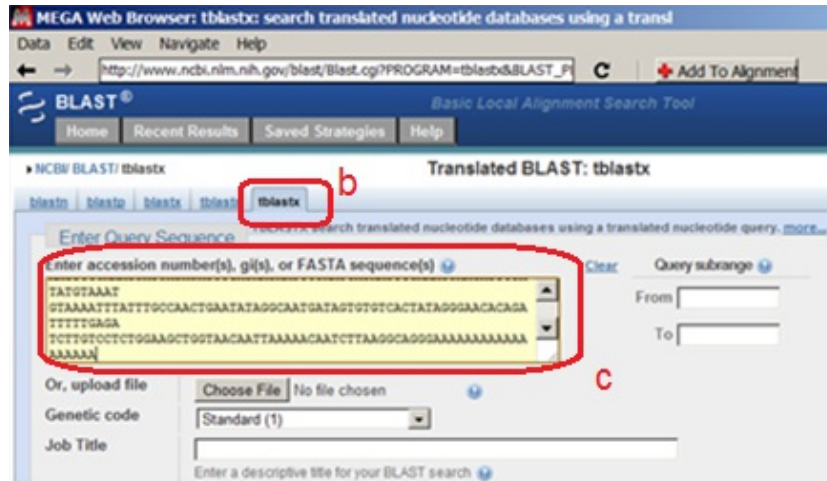 MEGA Web Browser: tblastx: search translated nucleotide databases using a transl
Data Edit View Navigate Help
http://www.ncbi.nlm.nih.gov/blast/Blast.cgi?PROGRAM=tblastx&BLAST_P
C Add To Alignment
BLAST® Basic Local Alignment Search Tool
Home Recent Results Saved Strategies Help
NCBI/ BLAST/ tblastx Translated BLAST: tblastx
blastn blastp blastx tblastn tblastx b
Enter Query Sequence TBLASTX search translated nucleotide databases using a translated nucleotide query. more...
Enter accession number(s), gi(s), or FASTA sequence(s) Clear Query subrange
TATGTAAAT
GTAAAATTTATTTGCCAACTGAATATAGGCAATGATAGTGTGTCACTATAGGGAACACAGA
TTTTTGAGA
TCTTGTCCTCTGGAAGCTGGTAACAATTAAAAACAATCTTAAGGCAGGGAAAAAAAAAAAA
AAAAAA
From
To
c
Or, upload file Choose File No file chosen
Genetic code Standard (1)
Job Title
Enter a descriptive title for your BLAST search